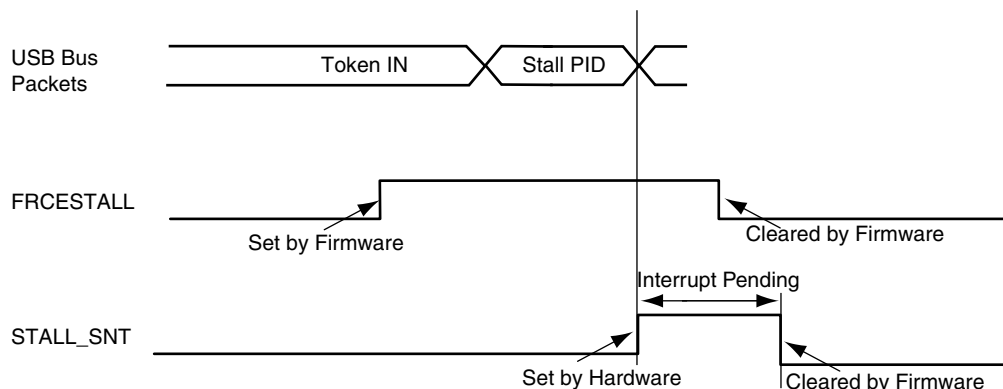 USB Bus
Packets
Token IN
Stall PID
FRCESTALL
Set by Firmware
Cleared by Firmware
Interrupt Pending
STALL_SNT
Set by Hardware
Cleared by Firmware